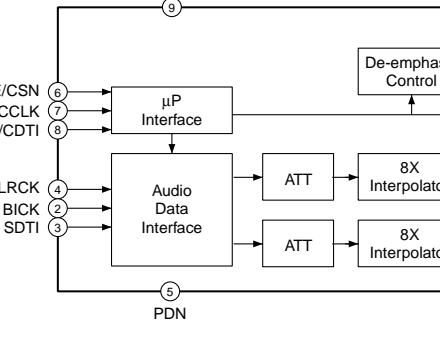 9
De-emphas
Control
E/CSN 6
CCLK 7
/CDTI 8
µP
Interface
LRCK 4
BICK 2
SDTI 3
Audio
Data
Interface
ATT
8X
Interpolato
ATT
8X
Interpolato
5
PDN